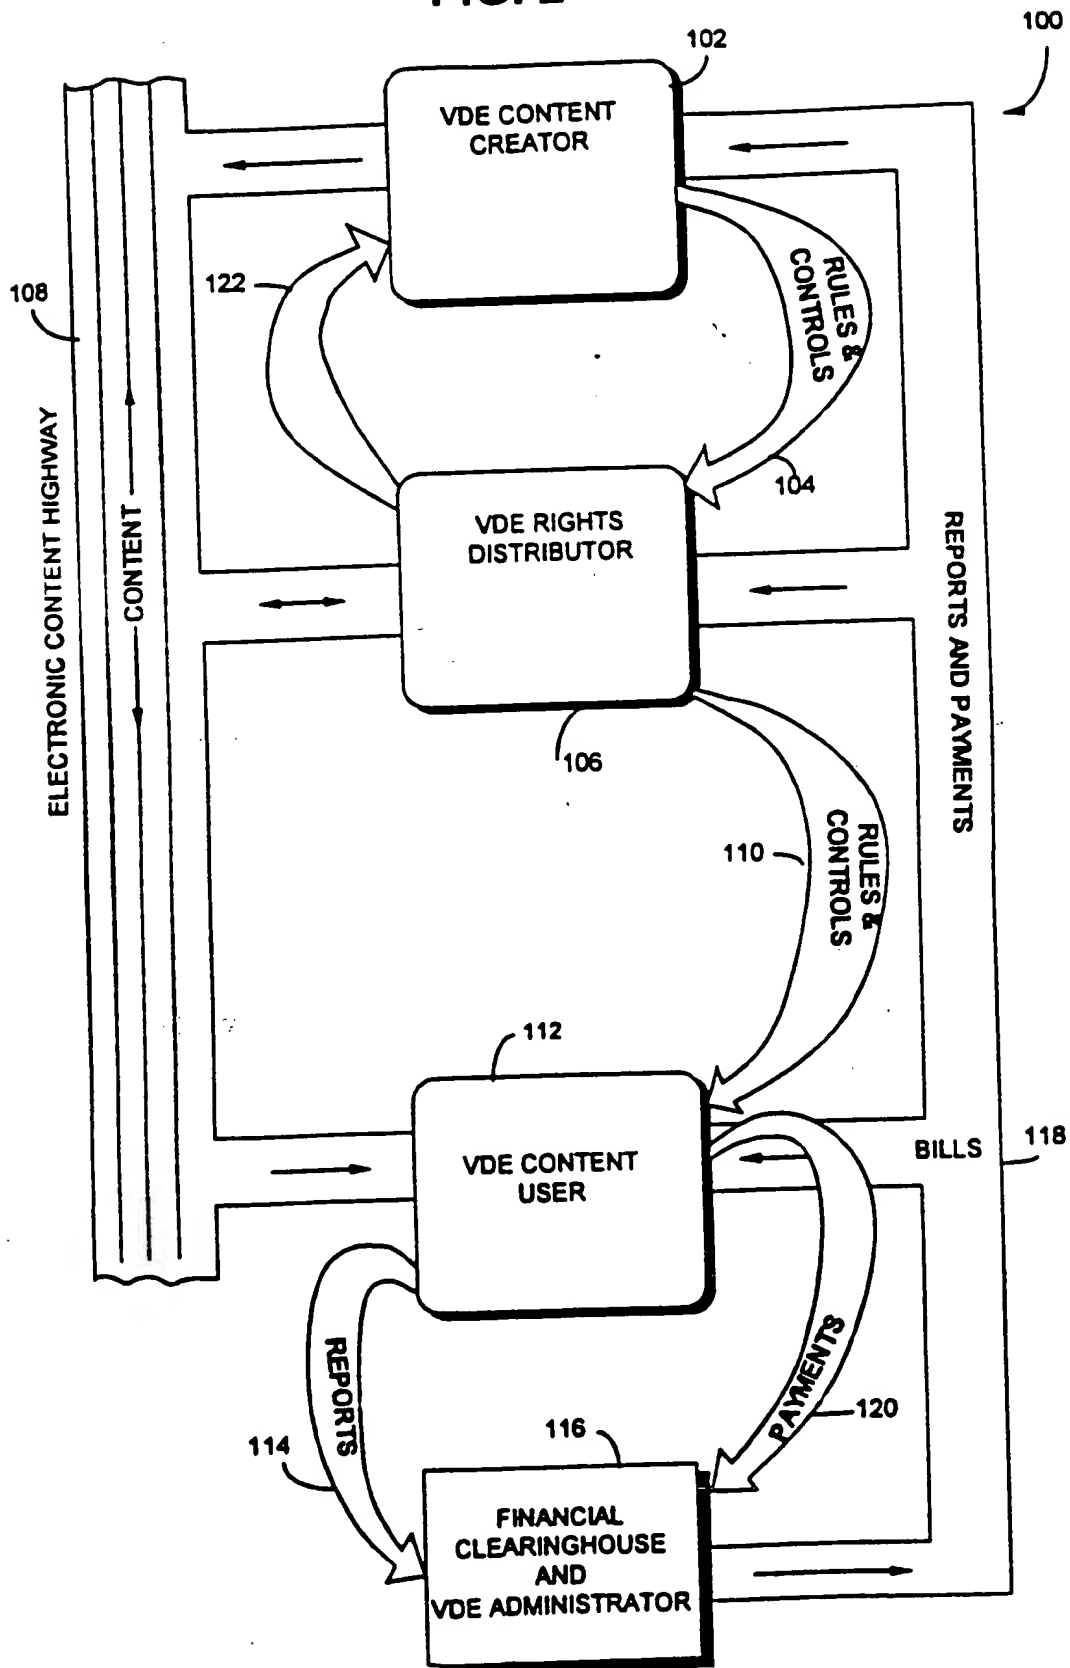 100
102
VDE CONTENT
CREATOR
122
RULES &
CONTROLS
108
104
VDE RIGHTS
DISTRIBUTOR
ELECTRONIC CONTENT HIGHWAY
CONTENT
REPORTS AND PAYMENTS
106
110
RULES &
CONTROLS
112
VDE CONTENT
USER
BILLS
118
REPORTS
PAYMENTS
120
114
116
FINANCIAL
CLEARINGHOUSE
AND
VDE ADMINISTRATOR